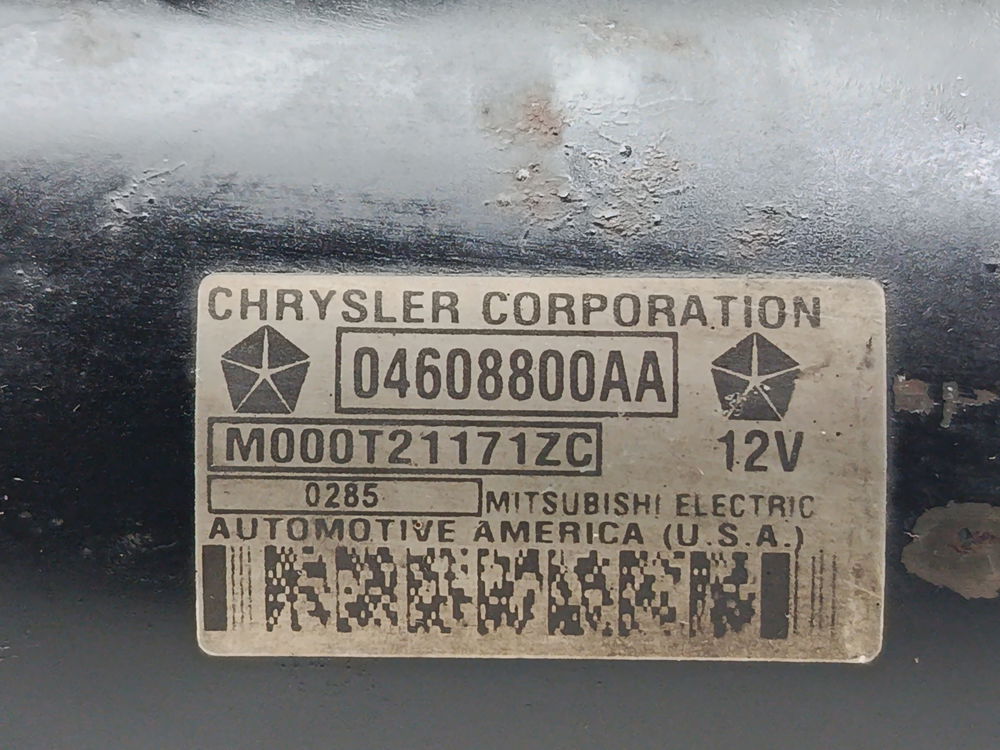 CHRYSLER CORPORATION
04608800AA
M000T21171ZC 12V
0285 MITSUBISHI ELECTRIC
AUTOMOTIVE AMERICA (U.S.A.)